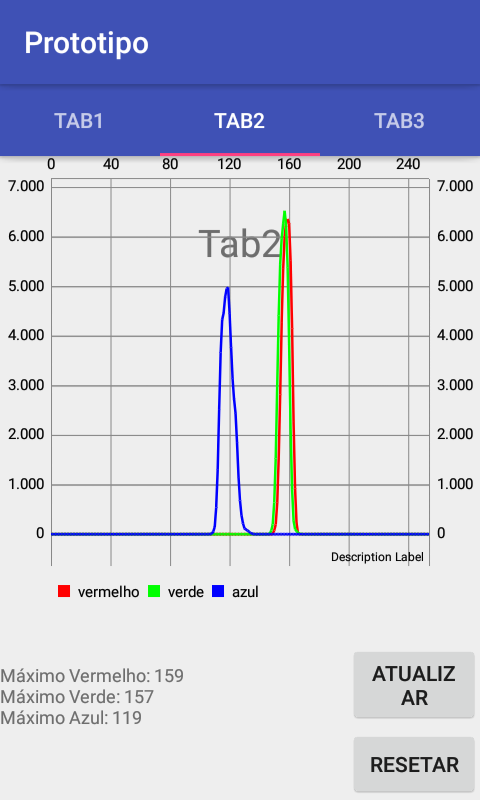 Prototipo
TAB1 TAB2 TAB3
0 40 80 120 160 200 240
7.000 7.000
6.000 Tab2 6.000
5.000 5.000
4.000 4.000
3.000 3.000
2.000 2.000
1.000 1.000
0 0
Description Label
vermelho verde azul
Máximo Vermelho: 159
Máximo Verde: 157
Máximo Azul: 119
ATUALIZ
AR
RESETAR